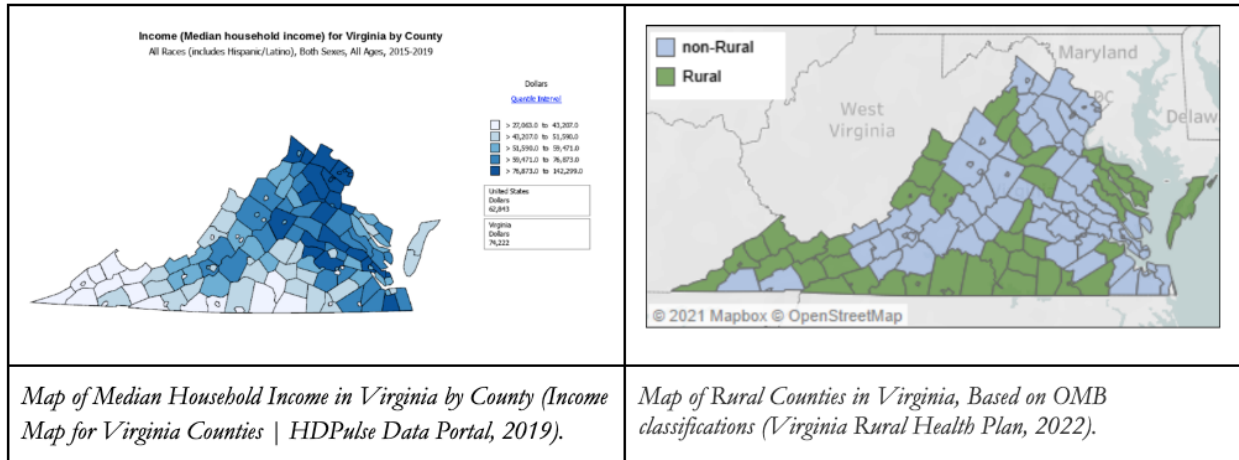 Income (Median household income) for Virginia by County
All Races (includes Hispanic/Latino), Both Sexes, All Ages, 2015-2019
Dollars
Quantile Interval
> 27,063.0 to 43,207.0
> 43,207.0 to 51,590.0
> 51,590.0 to 59,471.0
> 59,471.0 to 76,873.0
> 76,873.0 to 142,299.0
United States
Dollars
62,843
Virginia
Dollars
74,222
non-Rural
Rural
Maryland
DC
West
Virginia
Delaw
© 2021 Mapbox © OpenStreetMap
Map of Median Household Income in Virginia by County (Income
Map for Virginia Counties | HDPulse Data Portal, 2019).
Map of Rural Counties in Virginia, Based on OMB
classifications (Virginia Rural Health Plan, 2022).